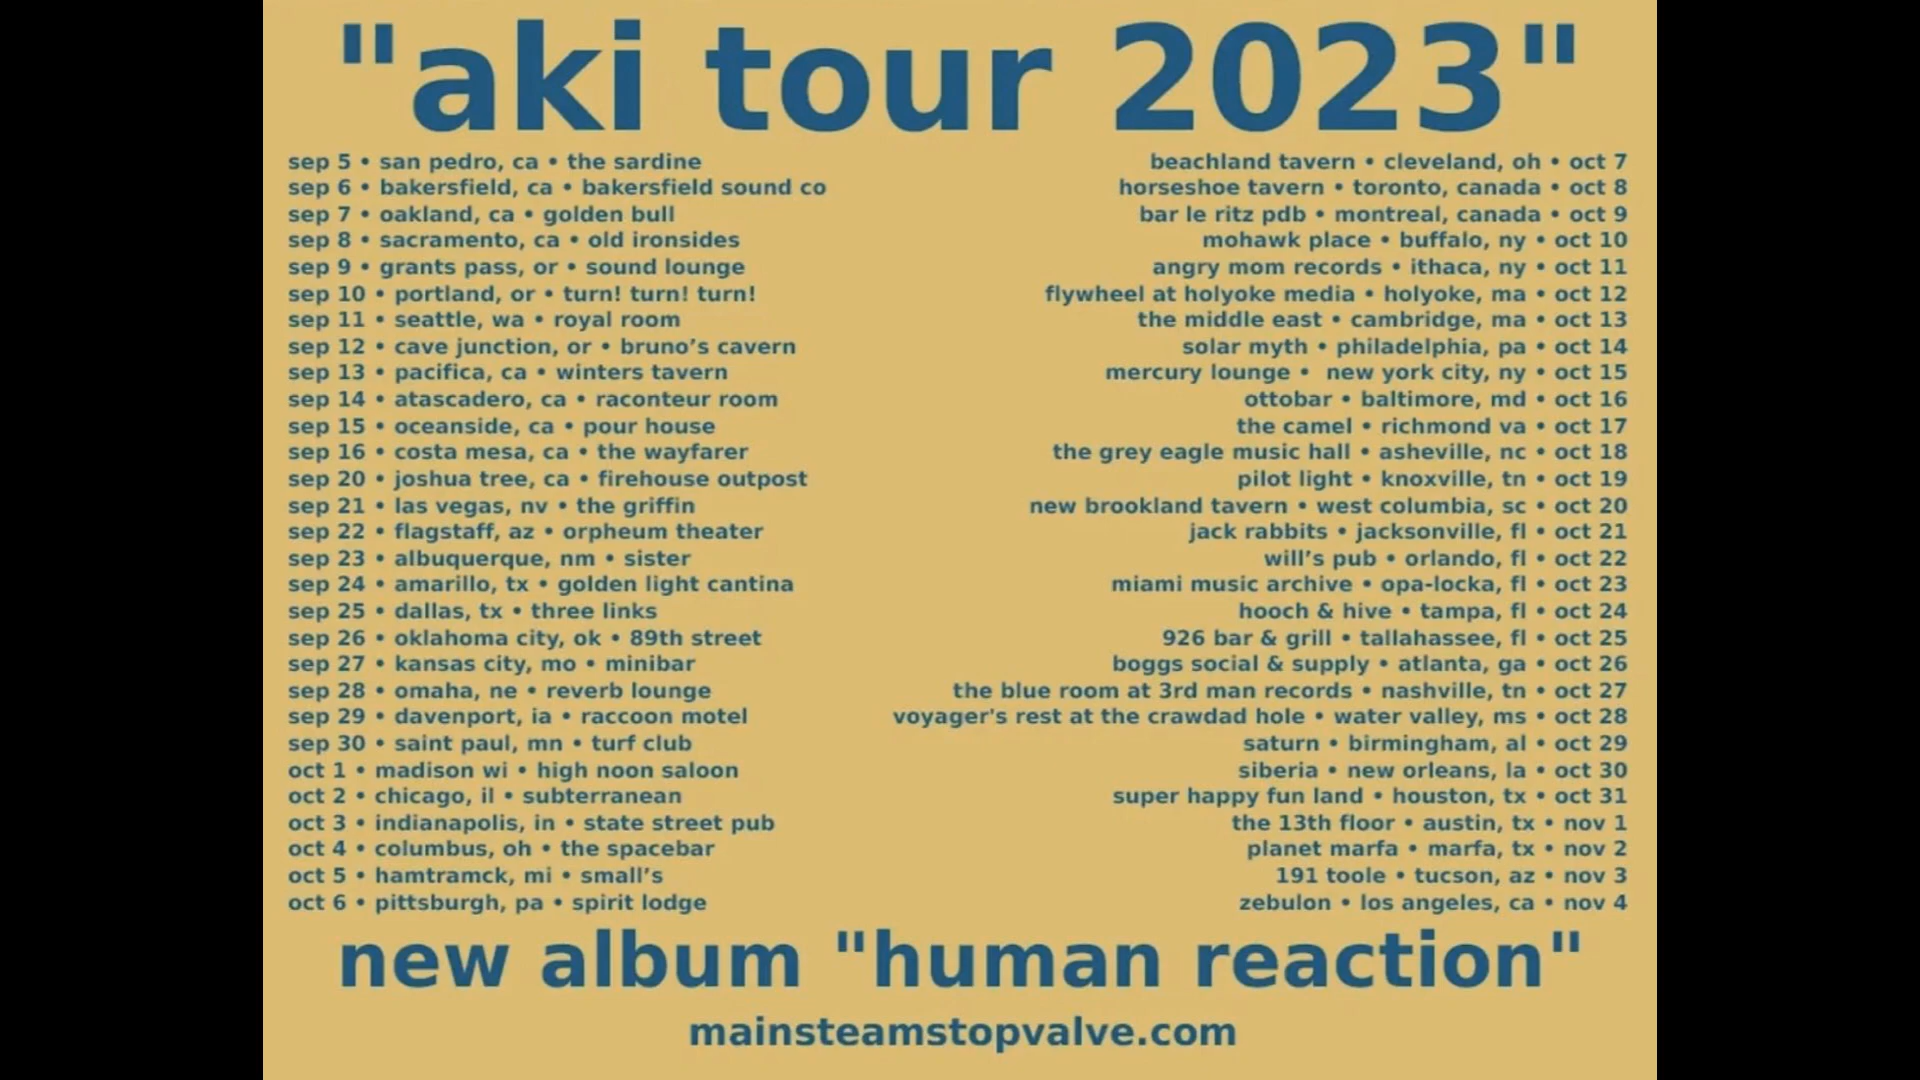 "aki tour 2023"
sep 5 • san pedro, ca • the sardine
sep 6 • bakersfield, ca • bakersfield sound co
sep 7 • oakland, ca • golden bull
sep 8 • sacramento, ca • old ironsides
sep 9 • grants pass, or • sound lounge
sep 10 • portland, or • turn! turn! turn!
sep 11 • seattle, wa • royal room
sep 12 • cave junction, or • bruno’s cavern
sep 13 • pacifica, ca • winters tavern
sep 14 • atascadero, ca • raconteur room
sep 15 • oceanside, ca • pour house
sep 16 • costa mesa, ca • the wayfarer
sep 20 • joshua tree, ca • firehouse outpost
sep 21 • las vegas, nv • the griffin
sep 22 • flagstaff, az • orpheum theater
sep 23 • albuquerque, nm • sister
sep 24 • amarillo, tx • golden light cantina
sep 25 • dallas, tx • three links
sep 26 • oklahoma city, ok • 89th street
sep 27 • kansas city, mo • minibar
sep 28 • omaha, ne • reverb lounge
sep 29 • davenport, ia • raccoon motel
sep 30 • saint paul, mn • turf club
oct 1 • madison wi • high noon saloon
oct 2 • chicago, il • subterranean
oct 3 • indianapolis, in • state street pub
oct 4 • columbus, oh • the spacebar
oct 5 • hamtramck, mi • small’s
oct 6 • pittsburgh, pa • spirit lodge
beachland tavern • cleveland, oh • oct 7
horseshoe tavern • toronto, canada • oct 8
bar le ritz pdb • montreal, canada • oct 9
mohawk place • buffalo, ny • oct 10
angry mom records • ithaca, ny • oct 11
flywheel at holyoke media • holyoke, ma • oct 12
the middle east • cambridge, ma • oct 13
solar myth • philadelphia, pa • oct 14
mercury lounge • new york city, ny • oct 15
ottobar • baltimore, md • oct 16
the camel • richmond va • oct 17
the grey eagle music hall • asheville, nc • oct 18
pilot light • knoxville, tn • oct 19
new brookland tavern • west columbia, sc • oct 20
jack rabbits • jacksonville, fl • oct 21
will’s pub • orlando, fl • oct 22
miami music archive • opa-locka, fl • oct 23
hooch & hive • tampa, fl • oct 24
926 bar & grill • tallahassee, fl • oct 25
boggs social & supply • atlanta, ga • oct 26
the blue room at 3rd man records • nashville, tn • oct 27
voyager's rest at the crawdad hole • water valley, ms • oct 28
saturn • birmingham, al • oct 29
siberia • new orleans, la • oct 30
super happy fun land • houston, tx • oct 31
the 13th floor • austin, tx • nov 1
planet marfa • marfa, tx • nov 2
191 toole • tucson, az • nov 3
zebulon • los angeles, ca • nov 4
new album "human reaction"
mainsteamstopvalve.com